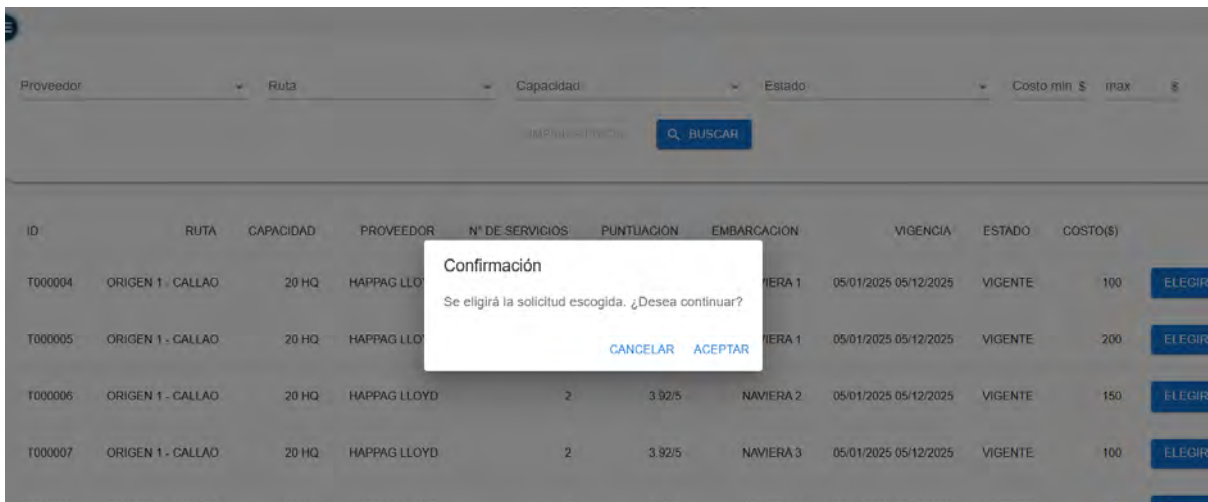 Proveedor Ruta Capacidad Estado Costo min $ max $
BUSCAR
ID RUTA CAPACIDAD PROVEEDOR N° DE SERVICIOS PUNTUACION EMBARCACION VIGENCIA ESTADO COSTO($)
Confirmación
Se eligirá la solicitud escogida. ¿Desea continuar?
CANCELAR ACEPTAR
T000004 ORIGEN 1 - CALLAO 20 HQ HAPPAG LLO VIERA 1 05/01/2025 05/12/2025 VIGENTE 100 ELEGIR
T000005 ORIGEN 1 - CALLAO 20 HQ HAPPAG LLO VIERA 1 05/01/2025 05/12/2025 VIGENTE 200 ELEGIR
T000006 ORIGEN 1 - CALLAO 20 HQ HAPPAG LLOYD 2 3.92/5 NAVIERA 2 05/01/2025 05/12/2025 VIGENTE 150 ELEGIR
T000007 ORIGEN 1 - CALLAO 20 HQ HAPPAG LLOYD 2 3.92/5 NAVIERA 3 05/01/2025 05/12/2025 VIGENTE 100 ELEGIR